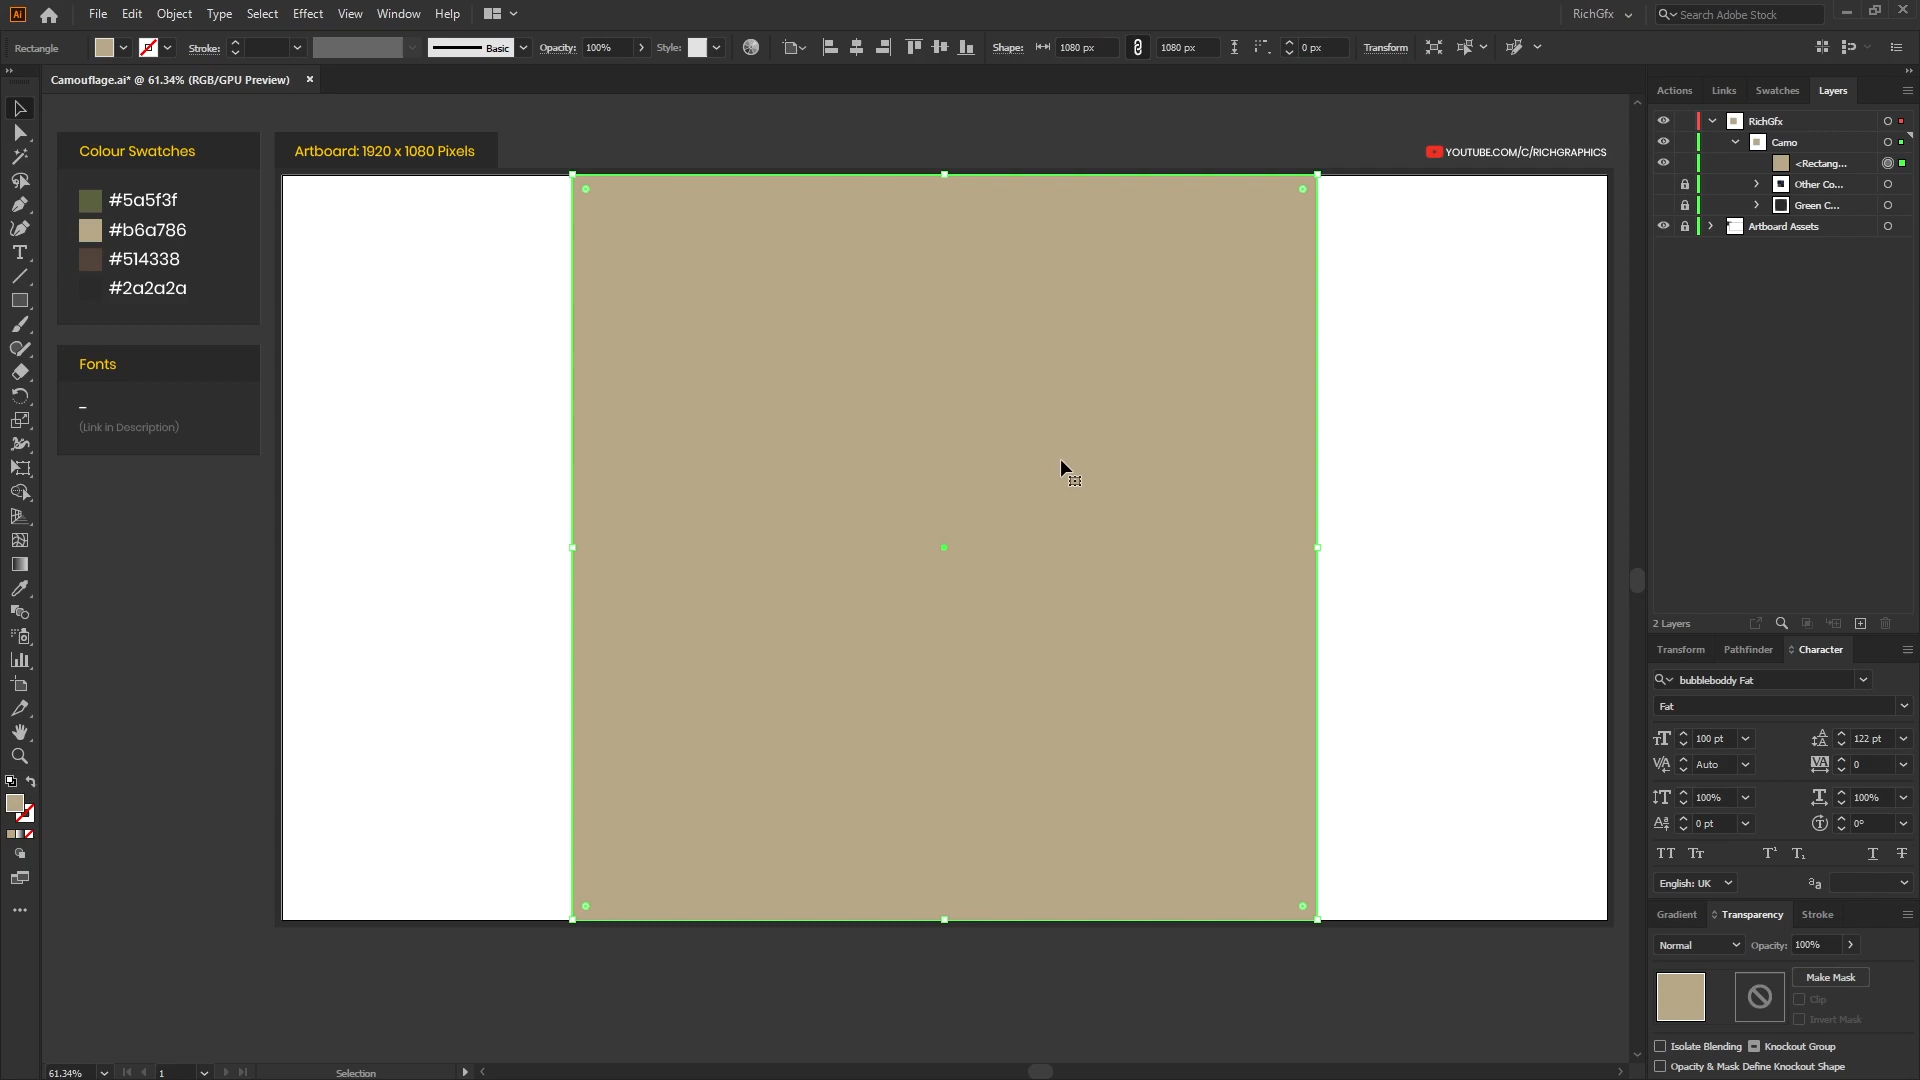 Ai File Edit Object Type Select Effect View Window Help RichGfx Search Adobe Stock
Rectangle Stroke: Basic Opacity: 100% Style: Shape: 1080 px 1080 px 0 px Transform
Camouflage.ai* @ 61.34% (RGB/GPU Preview)
Actions Links Swatches Layers
RichGfx
Camo
<Rectang...
Other Co...
Green C...
Artboard Assets
Colour Swatches
#5a5f3f
#b6a786
#514338
#2a2a2a
Fonts
–
(Link in Description)
Artboard: 1920 x 1080 Pixels
YOUTUBE.COM/C/RICHGRAPHICS
2 Layers
Transform Pathfinder Character
bubbleboddy Fat
Fat
100 pt 122 pt
Auto 0
100% 100%
0 pt 0°
English: UK
Gradient Transparency Stroke
Normal Opacity: 100%
Make Mask
Clip
Invert Mask
Isolate Blending Knockout Group
Opacity & Mask Define Knockout Shape
61.34% 1 Selection